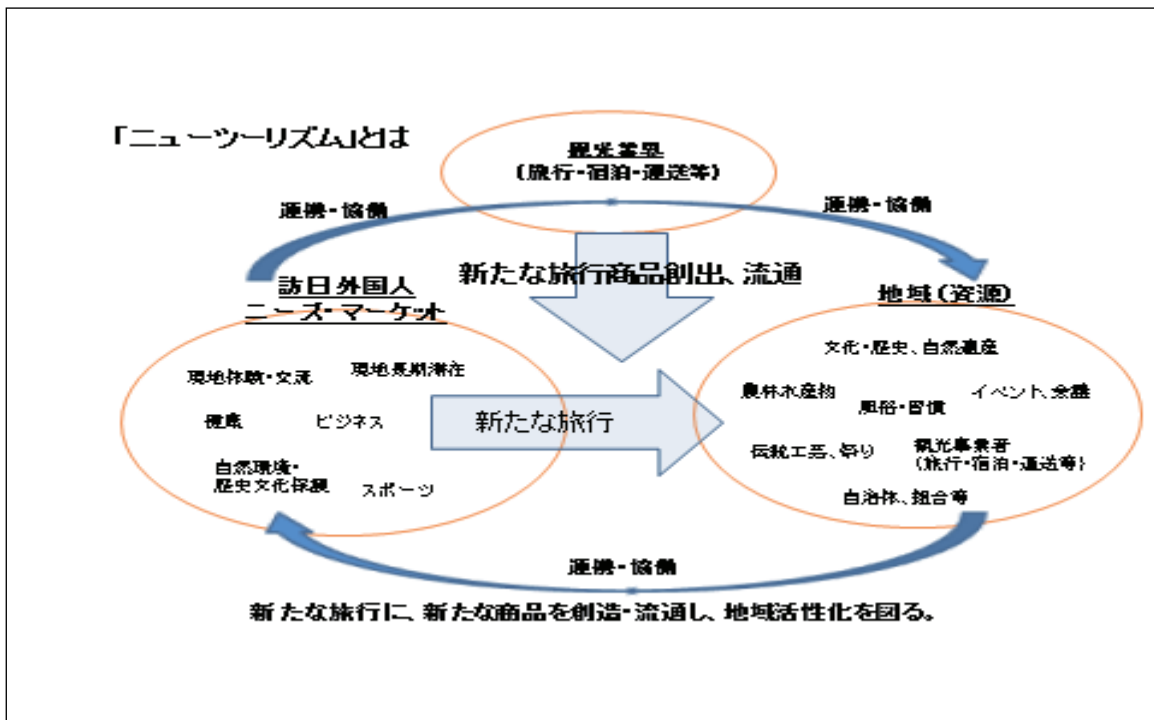 「ニューツーリズム」とは
観光業界
(旅行・宿泊・運送等)
連携・協働
連携・協働
新たな旅行商品創出、流通
訪日外国人
ニーズ・マーケット
地域(資源)
現地体験・交流
現地長期滞在
健康
ビジネス
自然環境・
歴史文化保護
スポーツ
新たな旅行
文化・歴史、自然遺産
農林水産物
風俗・習慣
イベント、会議
伝統工芸、祭り
観光事業者
(旅行・宿泊・運送等)
自治体、組合等
連携・協働
新たな旅行に、新たな商品を創造・流通し、地域活性化を図る。